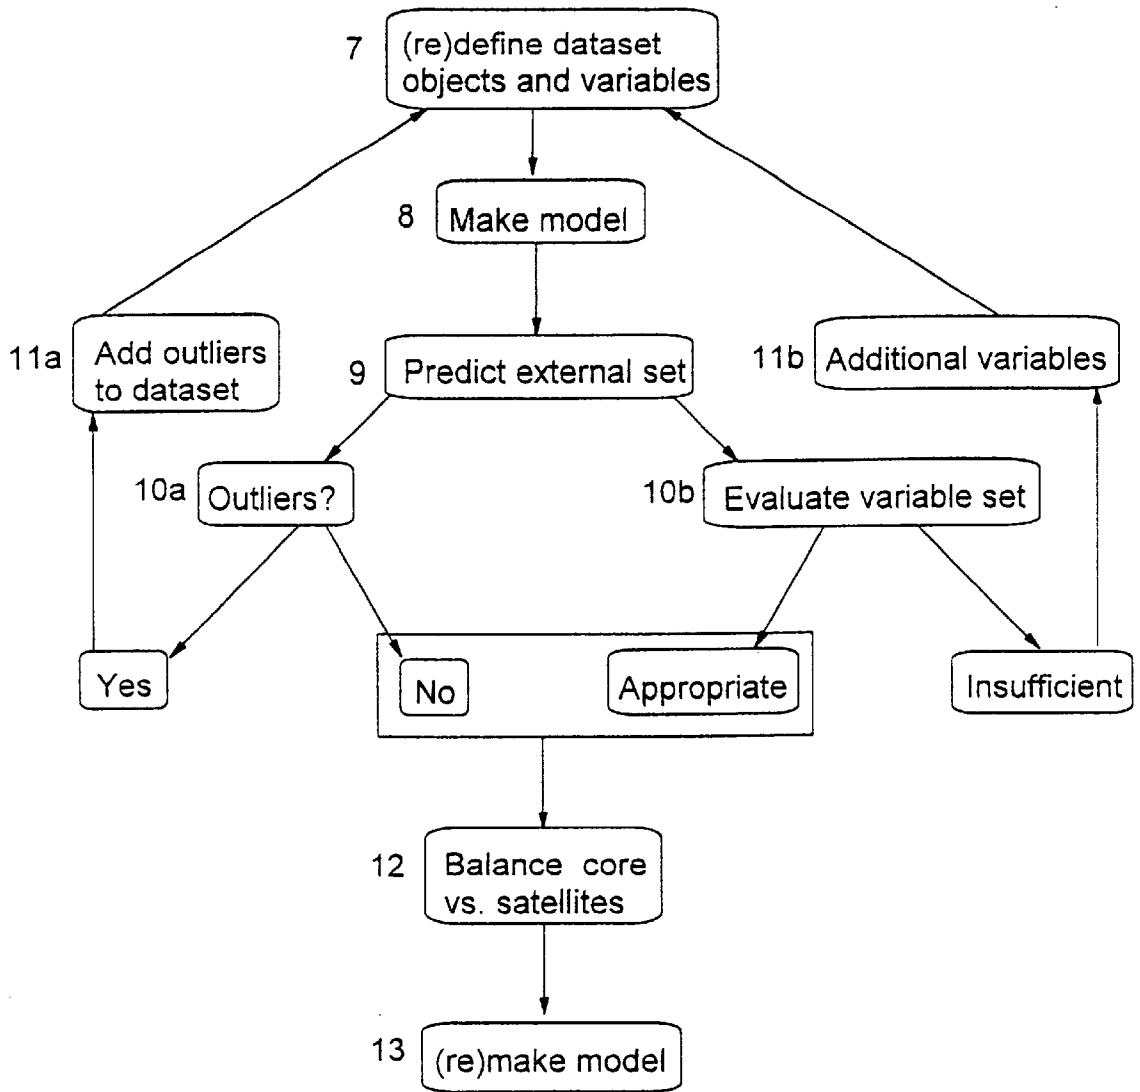 7
(re)define dataset
objects and variables
8
Make model
11a
Add outliers
to dataset
9
Predict external set
11b
Additional variables
10a
Outliers?
10b
Evaluate variable set
Yes
No
Appropriate
Insufficient
12
Balance core
vs. satellites
13
(re)make model